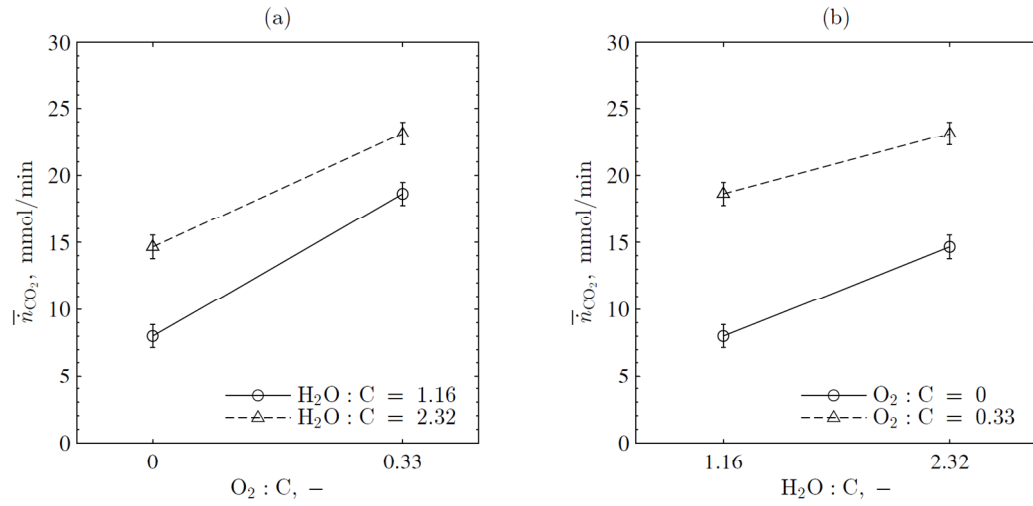 (a)
30
25
20
15
10
5
0
n̅̇_CO₂, mmol/min
H₂O : C = 1.16
H₂O : C = 2.32
0 0.33
O₂ : C, −
(b)
30
25
20
15
10
5
0
n̅̇_CO₂, mmol/min
O₂ : C = 0
O₂ : C = 0.33
1.16 2.32
H₂O : C, −